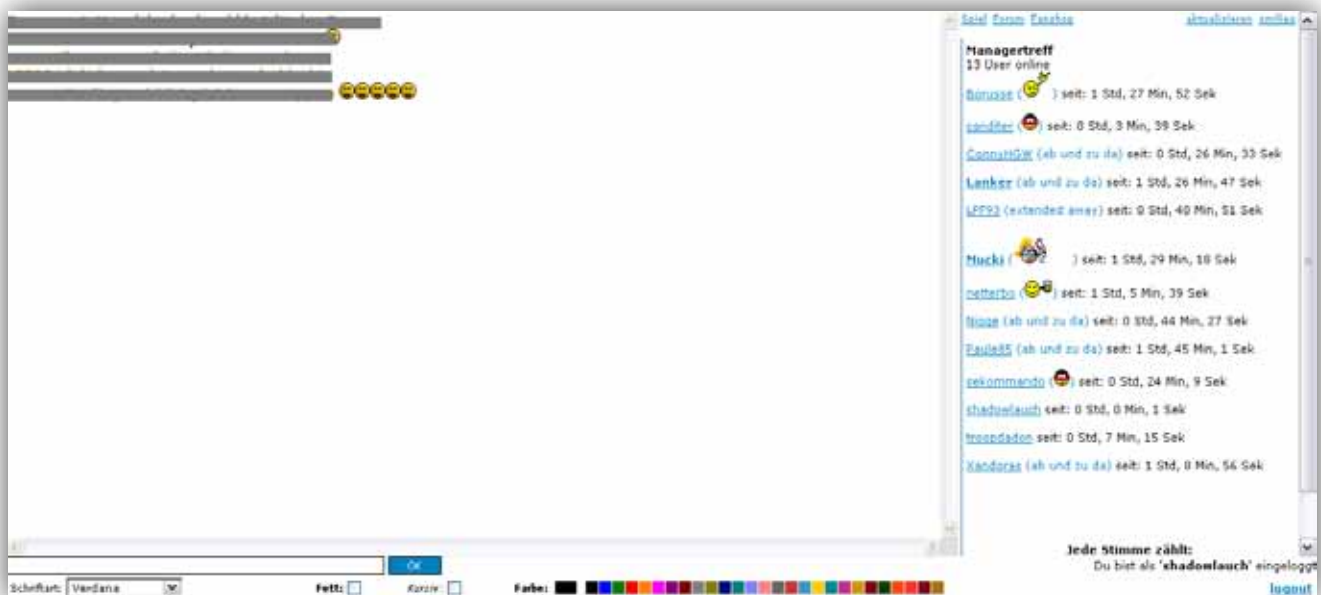 Spiel Forum Fanshop aktualisieren smilies
Managertreff
13 User online
Borusse ( ) seit: 1 Std, 27 Min, 52 Sek
sanditer ( ) seit: 0 Std, 3 Min, 39 Sek
ConnyHGW (ab und zu da) seit: 0 Std, 26 Min, 33 Sek
Lanker (ab und zu da) seit: 1 Std, 26 Min, 47 Sek
LPF93 (extended away) seit: 0 Std, 40 Min, 51 Sek
Mucki ( ) seit: 1 Std, 29 Min, 18 Sek
netterbo ( ) seit: 1 Std, 5 Min, 39 Sek
(ab und zu da) seit: 0 Std, 44 Min, 27 Sek
Paule85 (ab und zu da) seit: 1 Std, 45 Min, 1 Sek
sekommando ( ) seit: 0 Std, 24 Min, 9 Sek
shadowlauch seit: 0 Std, 0 Min, 1 Sek
troopdadon seit: 0 Std, 7 Min, 15 Sek
Xandoras (ab und zu da) seit: 1 Std, 8 Min, 56 Sek
Jede Stimme zählt:
OK
Du bist als 'shadowlauch' eingeloggt
Schriftart: Verdana Fett: Kursiv: Farbe: logout